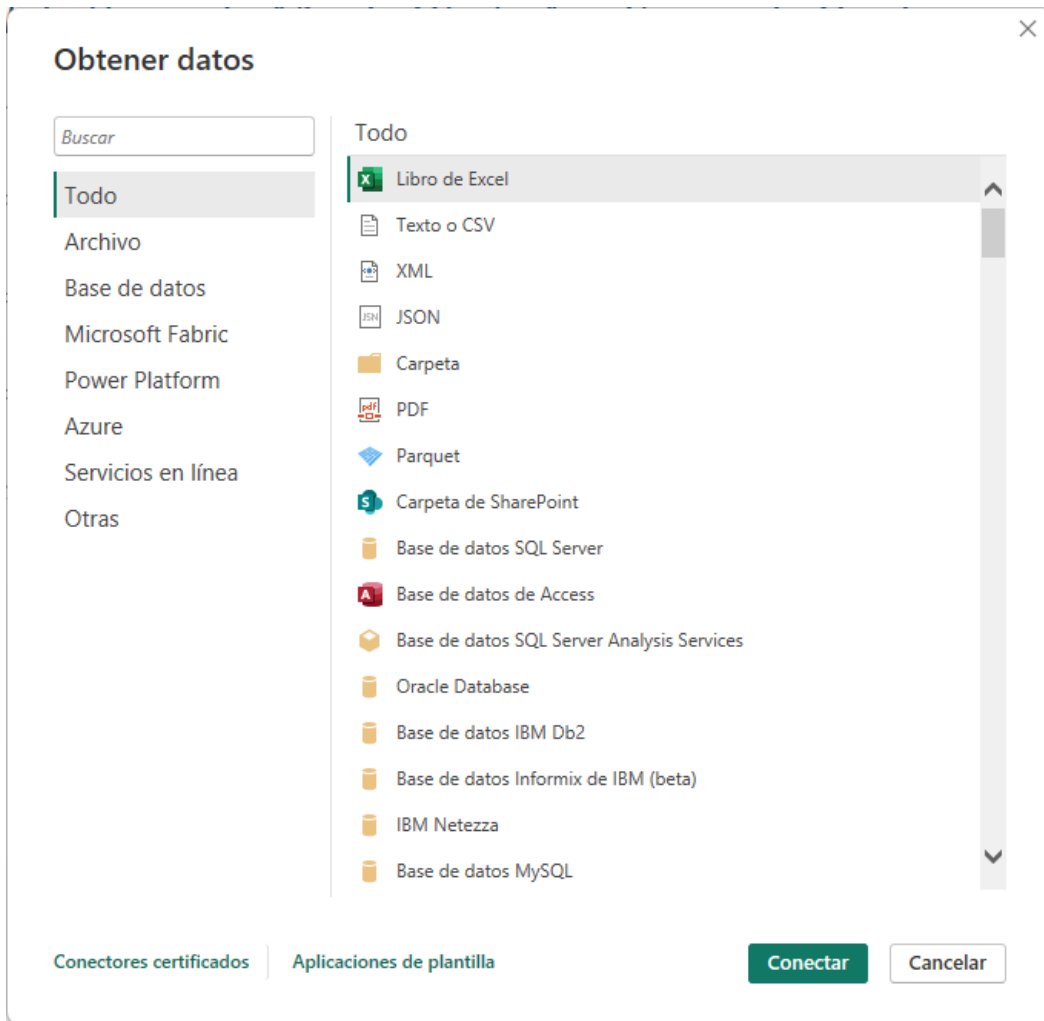 Obtener datos
Buscar
Todo
Archivo
Base de datos
Microsoft Fabric
Power Platform
Azure
Servicios en línea
Otras
Todo
Libro de Excel
Texto o CSV
XML
JSN JSON
Carpeta
pdf PDF
Parquet
S Carpeta de SharePoint
Base de datos SQL Server
A Base de datos de Access
Base de datos SQL Server Analysis Services
Oracle Database
Base de datos IBM Db2
Base de datos Informix de IBM (beta)
IBM Netezza
Base de datos MySQL
Conectores certificados
Aplicaciones de plantilla
Conectar
Cancelar